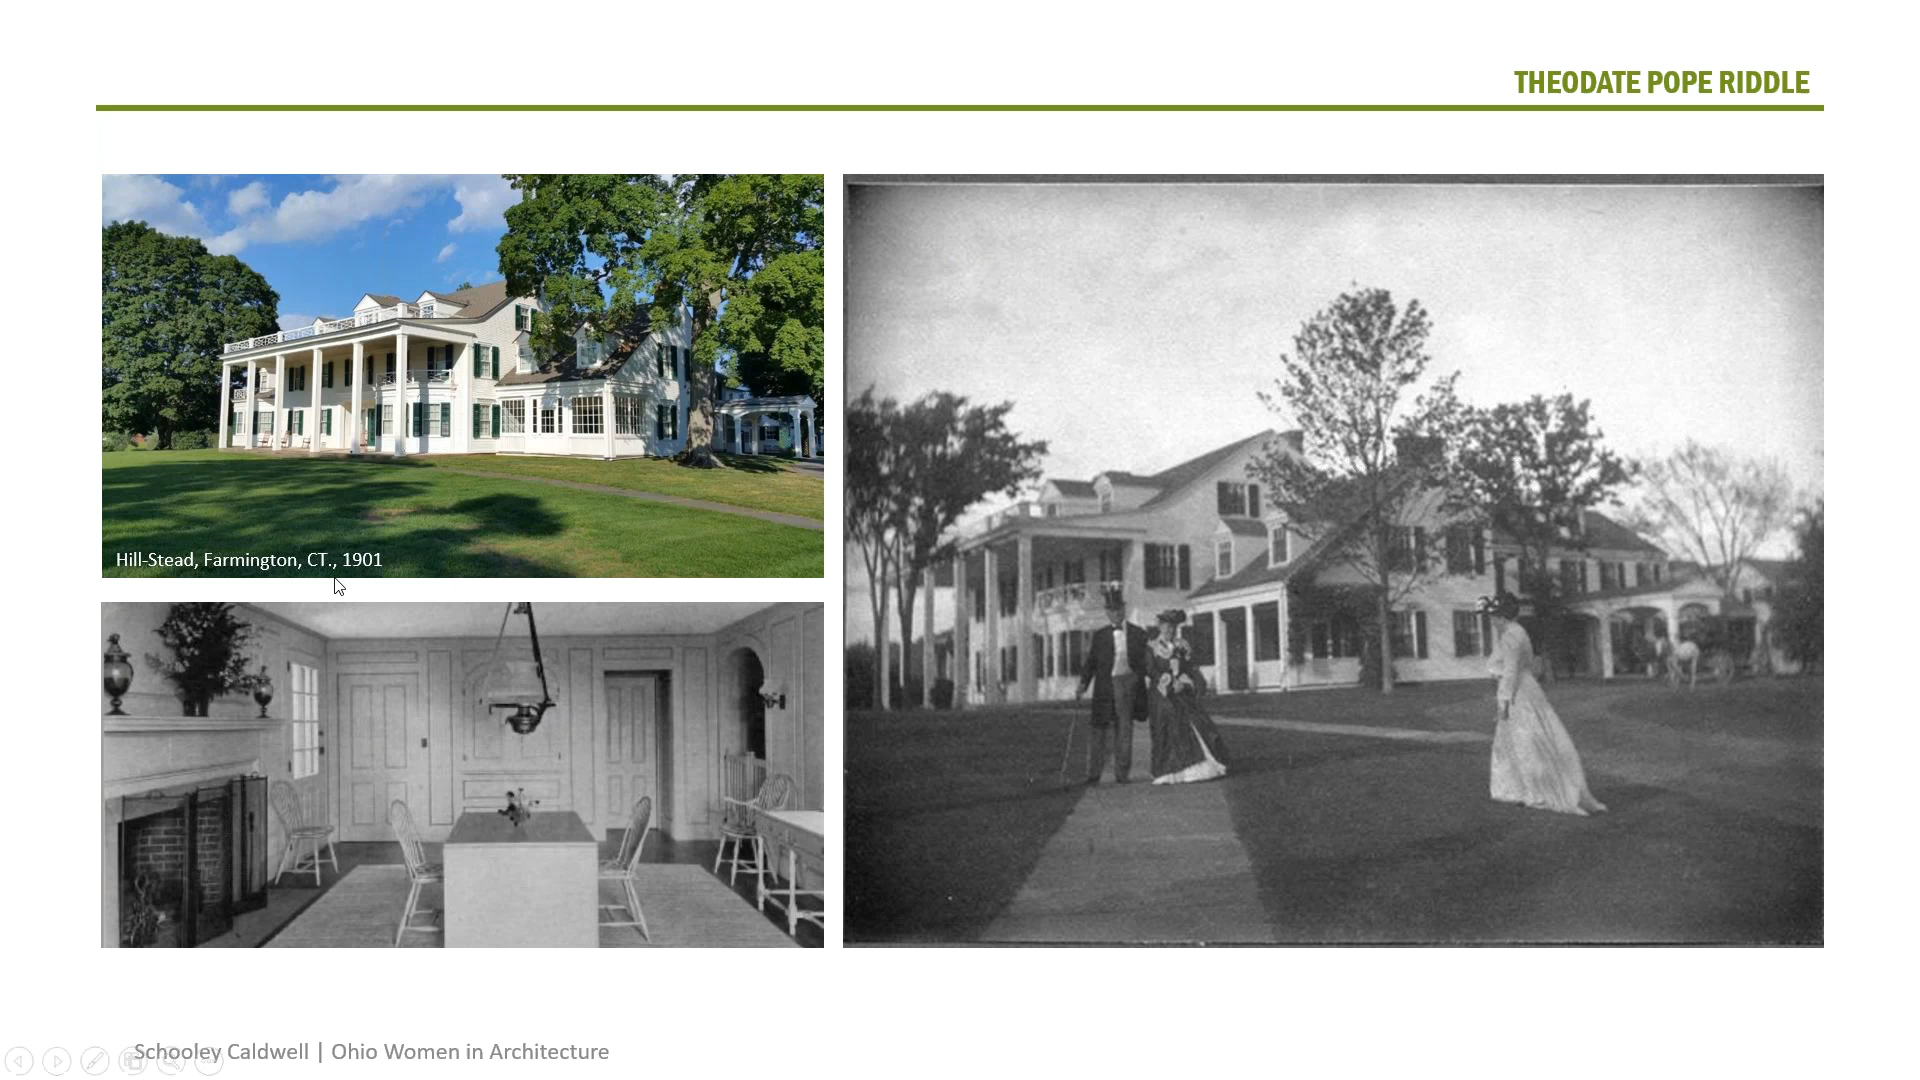 THEODATE POPE RIDDLE
Hill-Stead, Farmington, CT., 1901
Schooley Caldwell | Ohio Women in Architecture